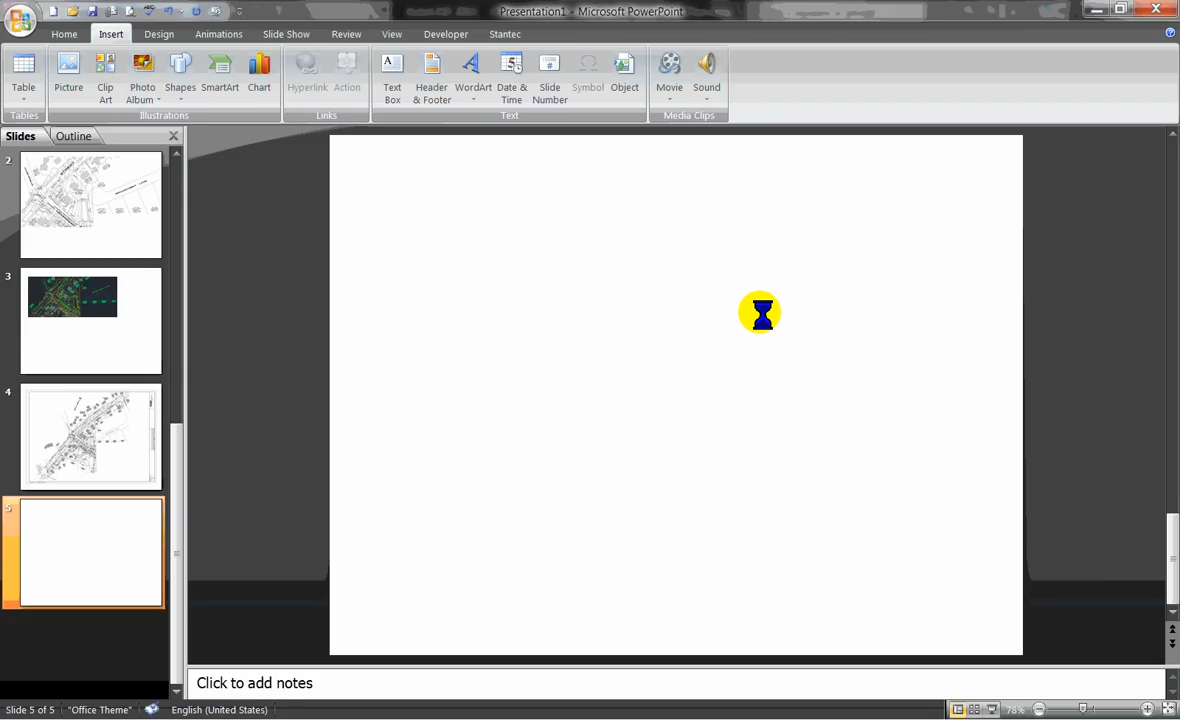 Presentation1 - Microsoft PowerPoint
Home Insert Design Animations Slide Show Review View Developer Stantec
Table Picture Clip Art Photo Album Shapes SmartArt Chart Hyperlink Action Text Box Header & Footer WordArt Date & Time Slide Number Symbol Object Movie Sound
Tables Illustrations Links Text Media Clips
Slides Outline
2
3
4
5
Click to add notes
Slide 5 of 5 "Office Theme" English (United States) 78%